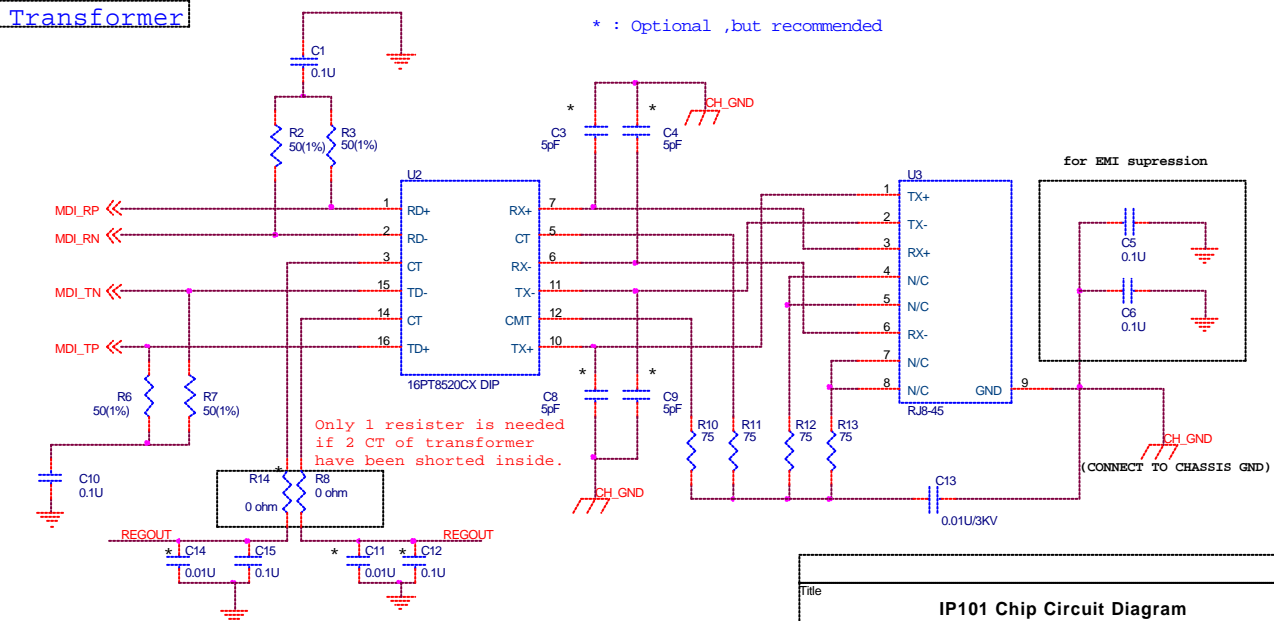 Transformer
* : Optional ,but recommended
C1
0.1U
R2
50(1%)
R3
50(1%)
*
C3
5pF
*
C4
5pF
CH_GND
for EMI supression
C5
0.1U
C6
0.1U
MDI_RP
MDI_RN
MDI_TN
MDI_TP
U2
1 RD+
2 RD-
3 CT
15 TD-
14 CT
16 TD+
RX+ 7
CT 5
RX- 6
TX- 11
CMT 12
TX+ 10
16PT8520CX DIP
U3
1 TX+
2 TX-
3 RX+
4 N/C
5 N/C
6 RX-
7 N/C
8 N/C
GND 9
RJ8-45
R6
50(1%)
R7
50(1%)
C10
0.1U
Only 1 resister is needed
if 2 CT of transformer
have been shorted inside.
*
R14
0 ohm
R8
0 ohm
*
C8
5pF
*
C9
5pF
CH_GND
R10
75
R11
75
R12
75
R13
75
C13
0.01U/3KV
CH_GND
(CONNECT TO CHASSIS GND)
REGOUT
REGOUT
*
C14
0.01U
C15
0.1U
*
C11
0.01U
*
C12
0.1U
Title
IP101 Chip Circuit Diagram